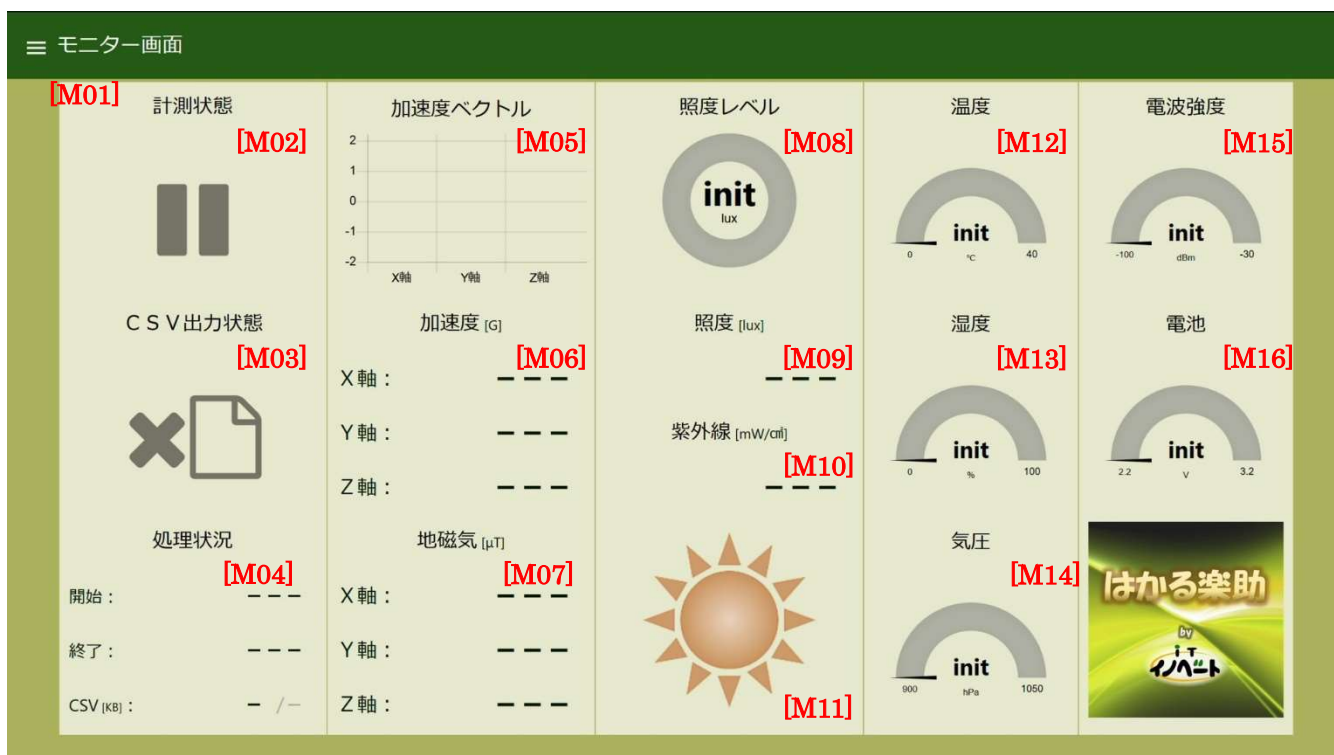 モニター画面
[M01]
計測状態
[M02]
CSV出力状態
[M03]
処理状況
[M04]
開始: ---
終了: ---
CSV [KB]: - /-
加速度ベクトル
[M05]
2
1
0
-1
-2
X軸 Y軸 Z軸
加速度 [G]
[M06]
X軸: ---
Y軸: ---
Z軸: ---
地磁気 [μT]
[M07]
X軸: ---
Y軸: ---
Z軸: ---
照度レベル
[M08]
init
lux
照度 [lux]
[M09]
---
紫外線 [mW/c㎡]
[M10]
---
[M11]
温度
[M12]
init
0 ℃ 40
湿度
[M13]
init
0 % 100
気圧
[M14]
init
900 hPa 1050
電波強度
[M15]
init
-100 dBm -30
電池
[M16]
init
2.2 V 3.2
はかる楽助
by
iT
イノベート